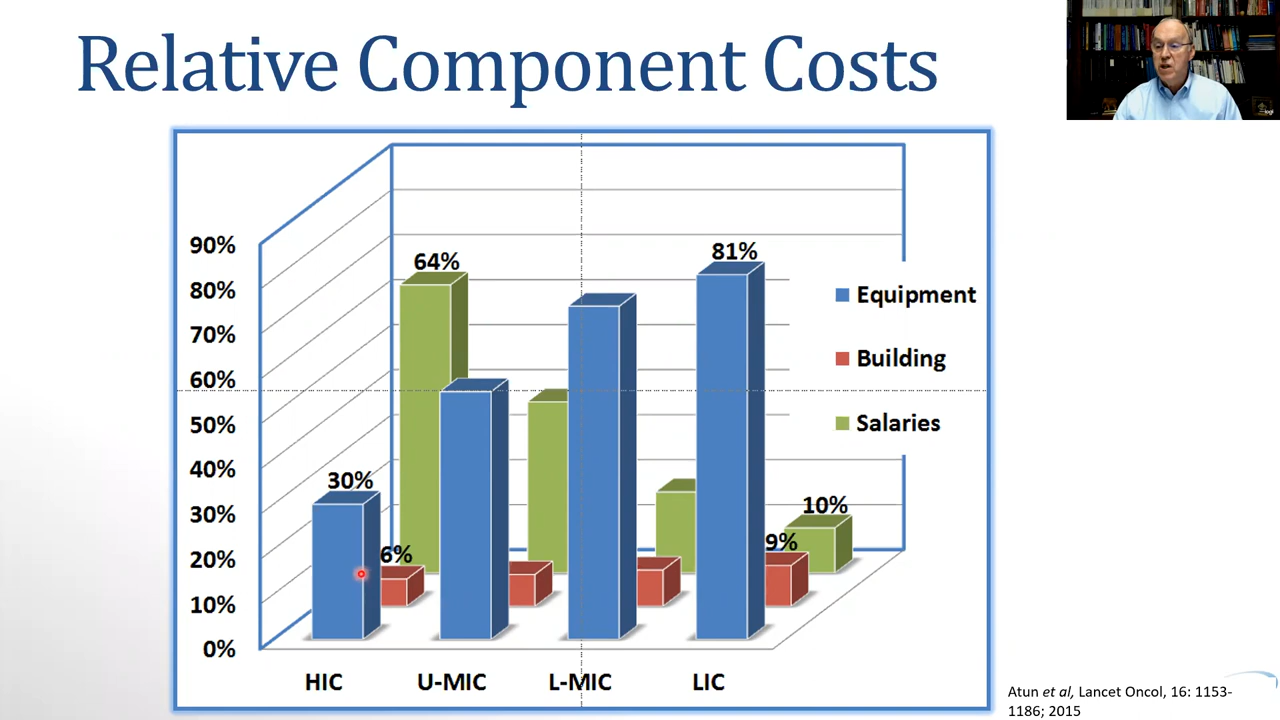 Relative Component Costs
90%
80%
70%
60%
50%
40%
30%
20%
10%
0%
64%
81%
30%
6%
9%
10%
HIC
U-MIC
L-MIC
LIC
Equipment
Building
Salaries
Atun et al, Lancet Oncol, 16: 1153-
1186; 2015